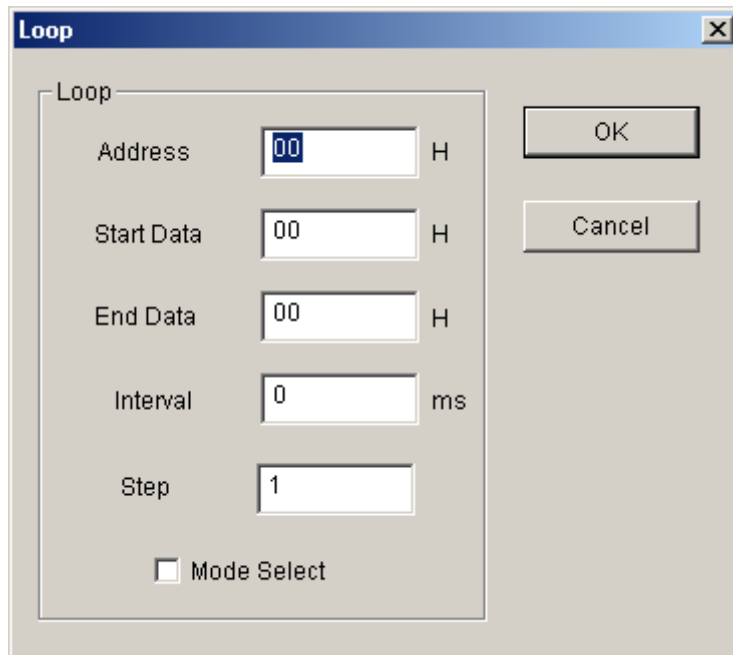 Loop
Loop
Address 00 H
OK
Start Data 00 H
Cancel
End Data 00 H
Interval 0 ms
Step 1
Mode Select